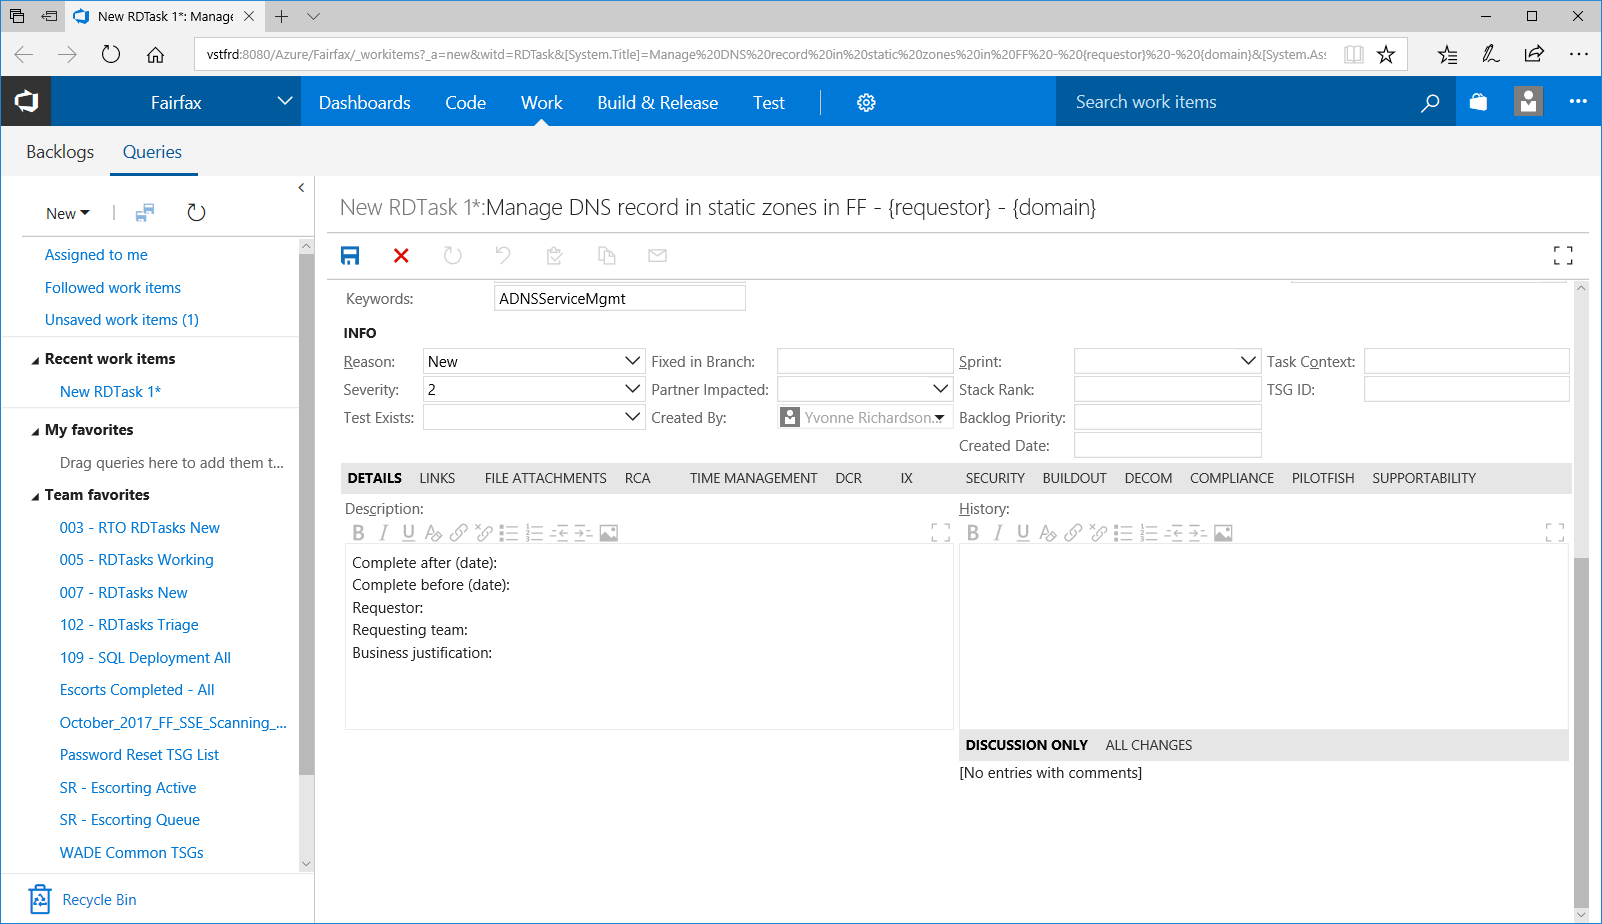 New RDTask 1*: Manage
vstfrd:8080/Azure/Fairfax/_workitems?_a=new&witd=RDTask&[System.Title]=Manage%20DNS%20record%20in%20static%20zones%20in%20FF%20-%20{requestor}%20-%20{domain}&[System.Ass
Fairfax
Dashboards
Code
Work
Build & Release
Test
Search work items
Backlogs
Queries
New
Assigned to me
Followed work items
Unsaved work items (1)
Recent work items
New RDTask 1*
My favorites
Drag queries here to add them t...
Team favorites
003 - RTO RDTasks New
005 - RDTasks Working
007 - RDTasks New
102 - RDTasks Triage
109 - SQL Deployment All
Escorts Completed - All
October_2017_FF_SSE_Scanning_...
Password Reset TSG List
SR - Escorting Active
SR - Escorting Queue
WADE Common TSGs
Recycle Bin
New RDTask 1*:Manage DNS record in static zones in FF - {requestor} - {domain}
Keywords: ADNSServiceMgmt
INFO
Reason: New Fixed in Branch: Sprint: Task Context:
Severity: 2 Partner Impacted: Stack Rank: TSG ID:
Test Exists: Created By: Yvonne Richardson... Backlog Priority:
Created Date:
DETAILS LINKS FILE ATTACHMENTS RCA TIME MANAGEMENT DCR IX SECURITY BUILDOUT DECOM COMPLIANCE PILOTFISH SUPPORTABILITY
Description:
B I U
Complete after (date):
Complete before (date):
Requestor:
Requesting team:
Business justification:
History:
B I U
DISCUSSION ONLY ALL CHANGES
[No entries with comments]